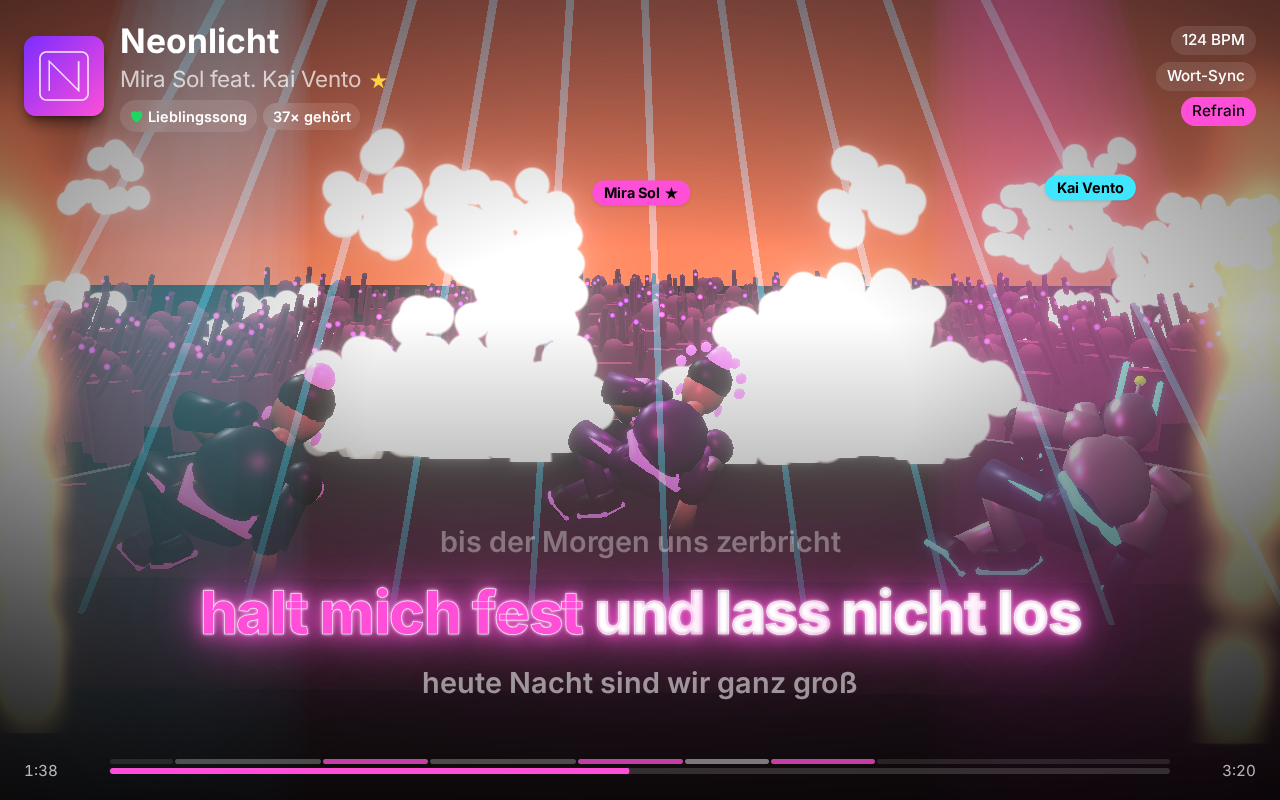 Neonlicht
Mira Sol feat. Kai Vento ★
Lieblingssong
37× gehört
124 BPM
Wort-Sync
Refrain
N
Mira Sol ★
Kai Vento
bis der Morgen uns zerbricht
halt mich fest und lass nicht los
heute Nacht sind wir ganz groß
1:38
3:20